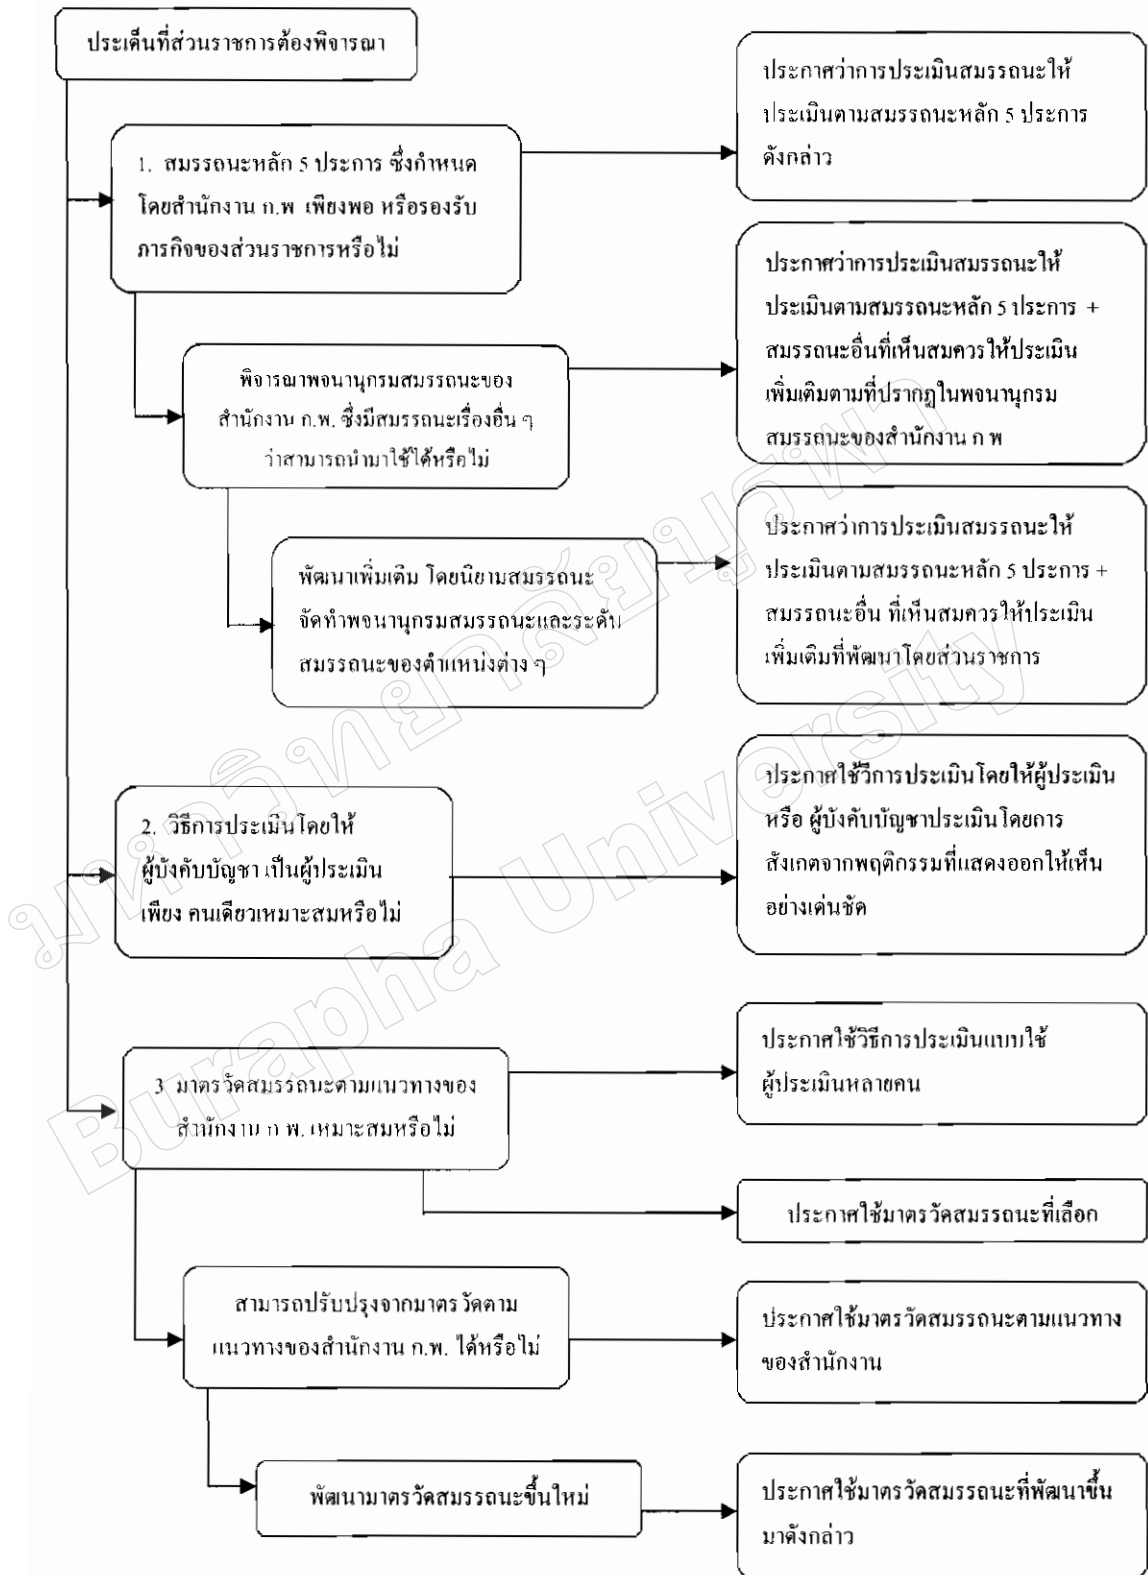 ประเด็นที่ส่วนราชการต้องพิจารณา
ประกาศว่าการประเมินสมรรถนะให้
ประเมินตามสมรรถนะหลัก 5 ประการ
ดังกล่าว
1. สมรรถนะหลัก 5 ประการ ซึ่งกำหนด
โดยสำนักงาน ก.พ เพียงพอ หรือรองรับ
ภารกิจของส่วนราชการหรือไม่
ประกาศว่าการประเมินสมรรถนะให้
ประเมินตามสมรรถนะหลัก 5 ประการ +
สมรรถนะอื่นที่เห็นสมควรให้ประเมิน
เพิ่มเติมตามที่ปรากฏในพจนานุกรม
สมรรถนะของสำนักงาน ก พ
พิจารณาพจนานุกรมสมรรถนะของ
สำนักงาน ก.พ. ซึ่งมีสมรรถนะเรื่องอื่น ๆ
ว่าสามารถนำมาใช้ได้หรือไม่
ประกาศว่าการประเมินสมรรถนะให้
ประเมินตามสมรรถนะหลัก 5 ประการ +
สมรรถนะอื่น ที่เห็นสมควรให้ประเมิน
เพิ่มเติมที่พัฒนาโดยส่วนราชการ
พัฒนาเพิ่มเติม โดยนิยามสมรรถนะ
จัดทำพจนานุกรมสมรรถนะและระดับ
สมรรถนะของตำแหน่งต่าง ๆ
ประกาศใช้วีการประเมินโดยให้ผู้ประเมิน
หรือ ผู้บังคับบัญชาประเมินโดยการ
สังเกตจากพฤติกรรมที่แสดงออกให้เห็น
อย่างเด่นชัด
2. วิธีการประเมินโดยให้
ผู้บังคับบัญชา เป็นผู้ประเมิน
เพียง คนเดียวเหมาะสมหรือไม่
ประกาศใช้วิธีการประเมินแบบใช้
ผู้ประเมินหลายคน
3 มาตรวัดสมรรถนะตามแนวทางของ
สำนักงาน ก พ. เหมาะสมหรือไม่
ประกาศใช้มาตรวัดสมรรถนะที่เลือก
สามารถปรับปรุงจากมาตรวัดตาม
แนวทางของสำนักงาน ก.พ. ได้หรือไม่
ประกาศใช้มาตรวัดสมรรถนะตามแนวทาง
ของสำนักงาน
พัฒนามาตรวัดสมรรถนะขึ้นใหม่
ประกาศใช้มาตรวัดสมรรถนะที่พัฒนาขึ้น
มาดังกล่าว
มหาวิทยาลัยบูรพา
Burapha University